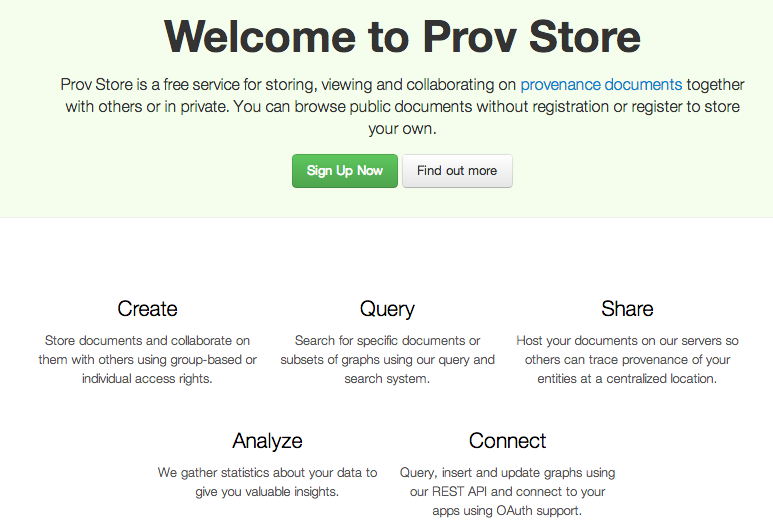 Welcome to Prov Store
Prov Store is a free service for storing, viewing and collaborating on provenance documents together
with others or in private. You can browse public documents without registration or register to store
your own.
Sign Up Now
Find out more
Create
Store documents and collaborate on
them with others using group-based or
individual access rights.
Query
Search for specific documents or
subsets of graphs using our query and
search system.
Share
Host your documents on our servers so
others can trace provenance of your
entities at a centralized location.
Analyze
We gather statistics about your data to
give you valuable insights.
Connect
Query, insert and update graphs using
our REST API and connect to your
apps using OAuth support.